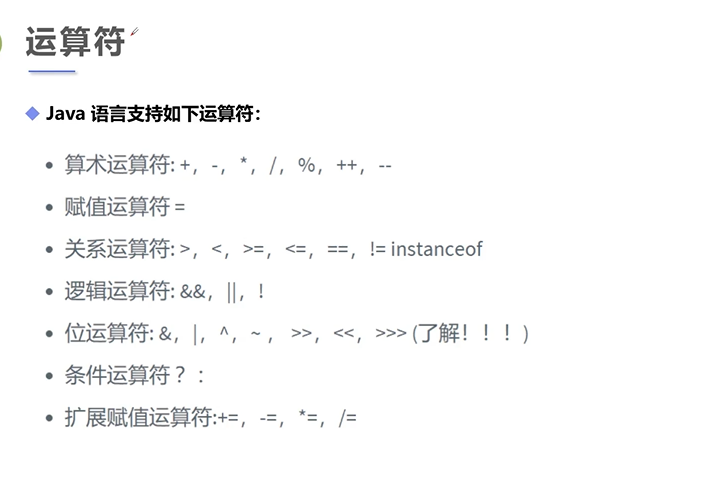 运算符
Java 语言支持如下运算符：
算术运算符: +，-，*，/，%，++，--
赋值运算符 =
关系运算符: >，<，>=，<=，==，!= instanceof
逻辑运算符: &&，||，!
位运算符: &，|，^，~ ， >>，<<，>>> (了解！！！)
条件运算符 ？ ：
扩展赋值运算符:+=，-=，*=，/=